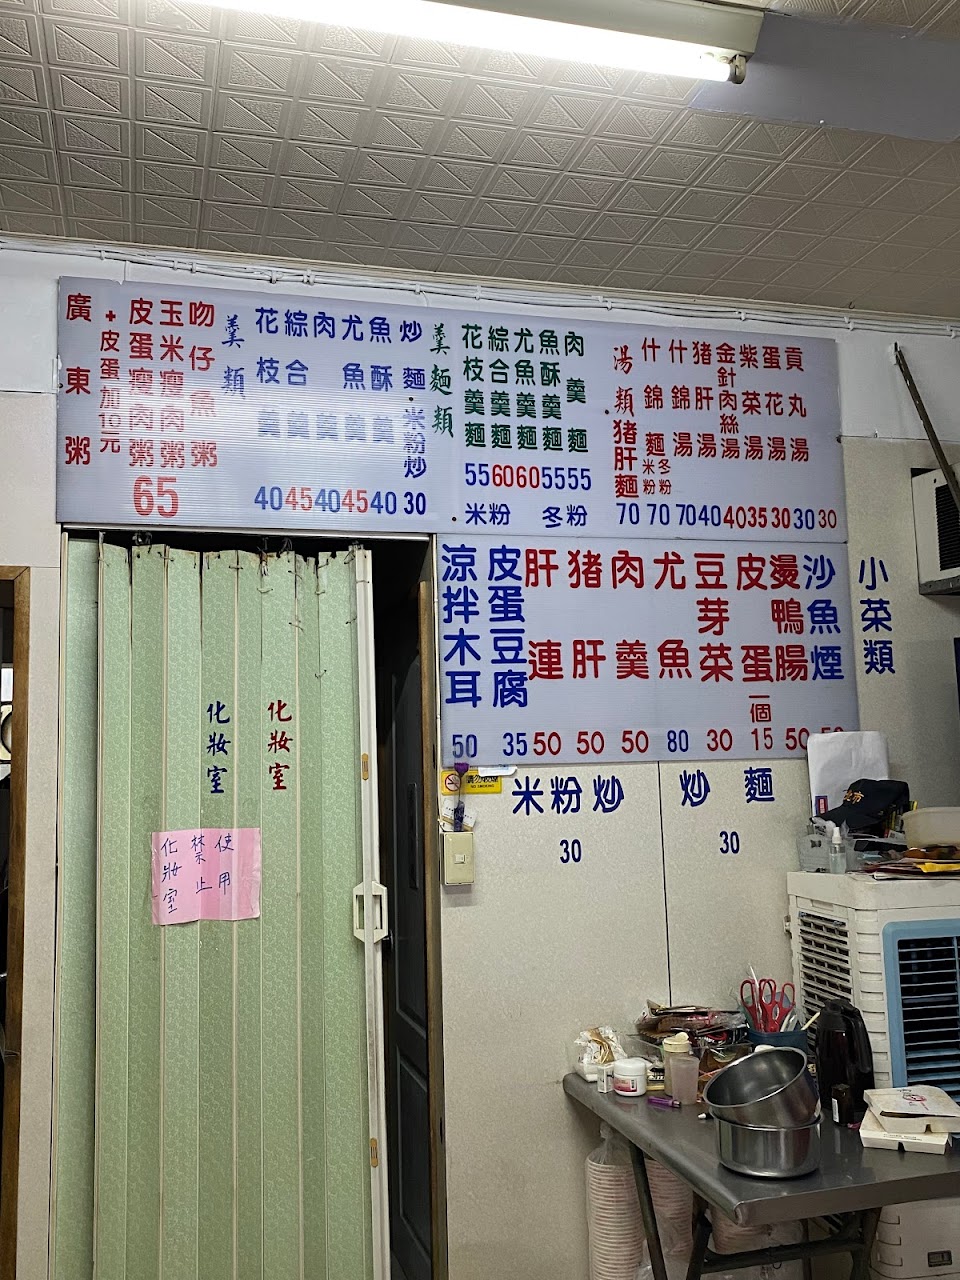 廣東粥
+皮蛋加10元
皮蛋瘦肉粥
玉米瘦肉粥
吻仔魚粥
65
羹類
花枝羹
綜合羹
肉羹
尤魚羹
魚酥羹
炒麵·米粉炒
40 45 40 45 40 30
羹麵類
花枝羹麵
綜合羹麵
尤魚羹麵
魚酥羹麵
肉羹麵
55 60 60 55 55
米粉 冬粉
湯類
猪肝麵
什錦麵
米粉
冬粉
什錦湯
猪肝湯
金針肉絲湯
紫菜湯
蛋花湯
貢丸湯
70 70 70 40 40 35 30 30 30
小菜類
沙魚煙
燙鴨腸
皮蛋一個
豆芽菜
尤魚
肉羹
猪肝
肝連
皮蛋豆腐
涼拌木耳
50 35 50 50 50 80 30 15 50 50
米粉炒
30
炒麵
30
化妝室
化妝室
使用
禁止
化妝室
请勿吸煙
NO SMOKING